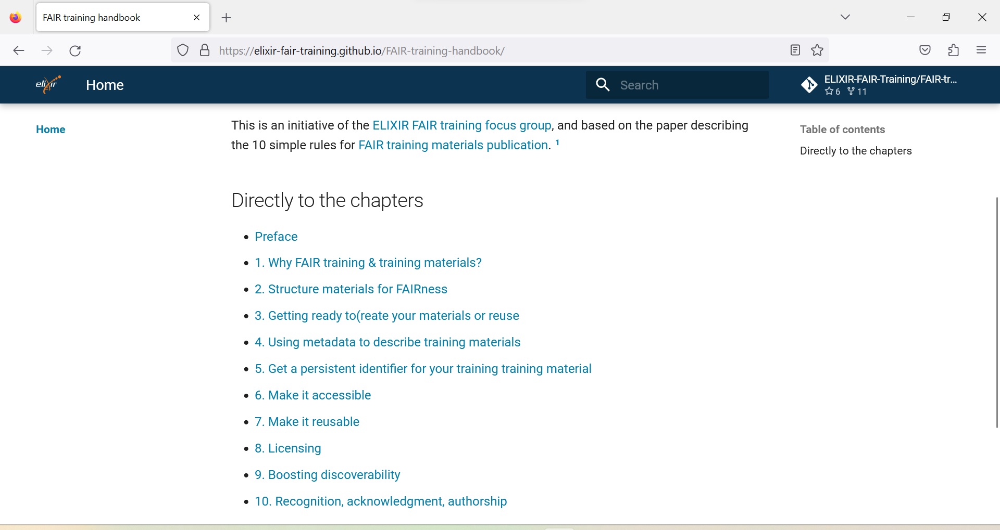 FAIR training handbook
https://elixir-fair-training.github.io/FAIR-training-handbook/
elixir
Home
Search
ELIXIR-FAIR-Training/FAIR-tr...
6 11
Home
This is an initiative of the ELIXIR FAIR training focus group, and based on the paper describing
the 10 simple rules for FAIR training materials publication. 1
Table of contents
Directly to the chapters
Directly to the chapters
• Preface
• 1. Why FAIR training & training materials?
• 2. Structure materials for FAIRness
• 3. Getting ready to(reate your materials or reuse
• 4. Using metadata to describe training materials
• 5. Get a persistent identifier for your training training material
• 6. Make it accessible
• 7. Make it reusable
• 8. Licensing
• 9. Boosting discoverability
• 10. Recognition, acknowledgment, authorship